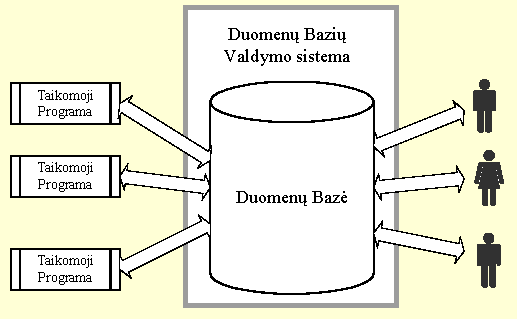 Duomenų Bazių
Valdymo sistema
Taikomoji
Programa
Taikomoji
Programa
Duomenų Bazė
Taikomoji
Programa